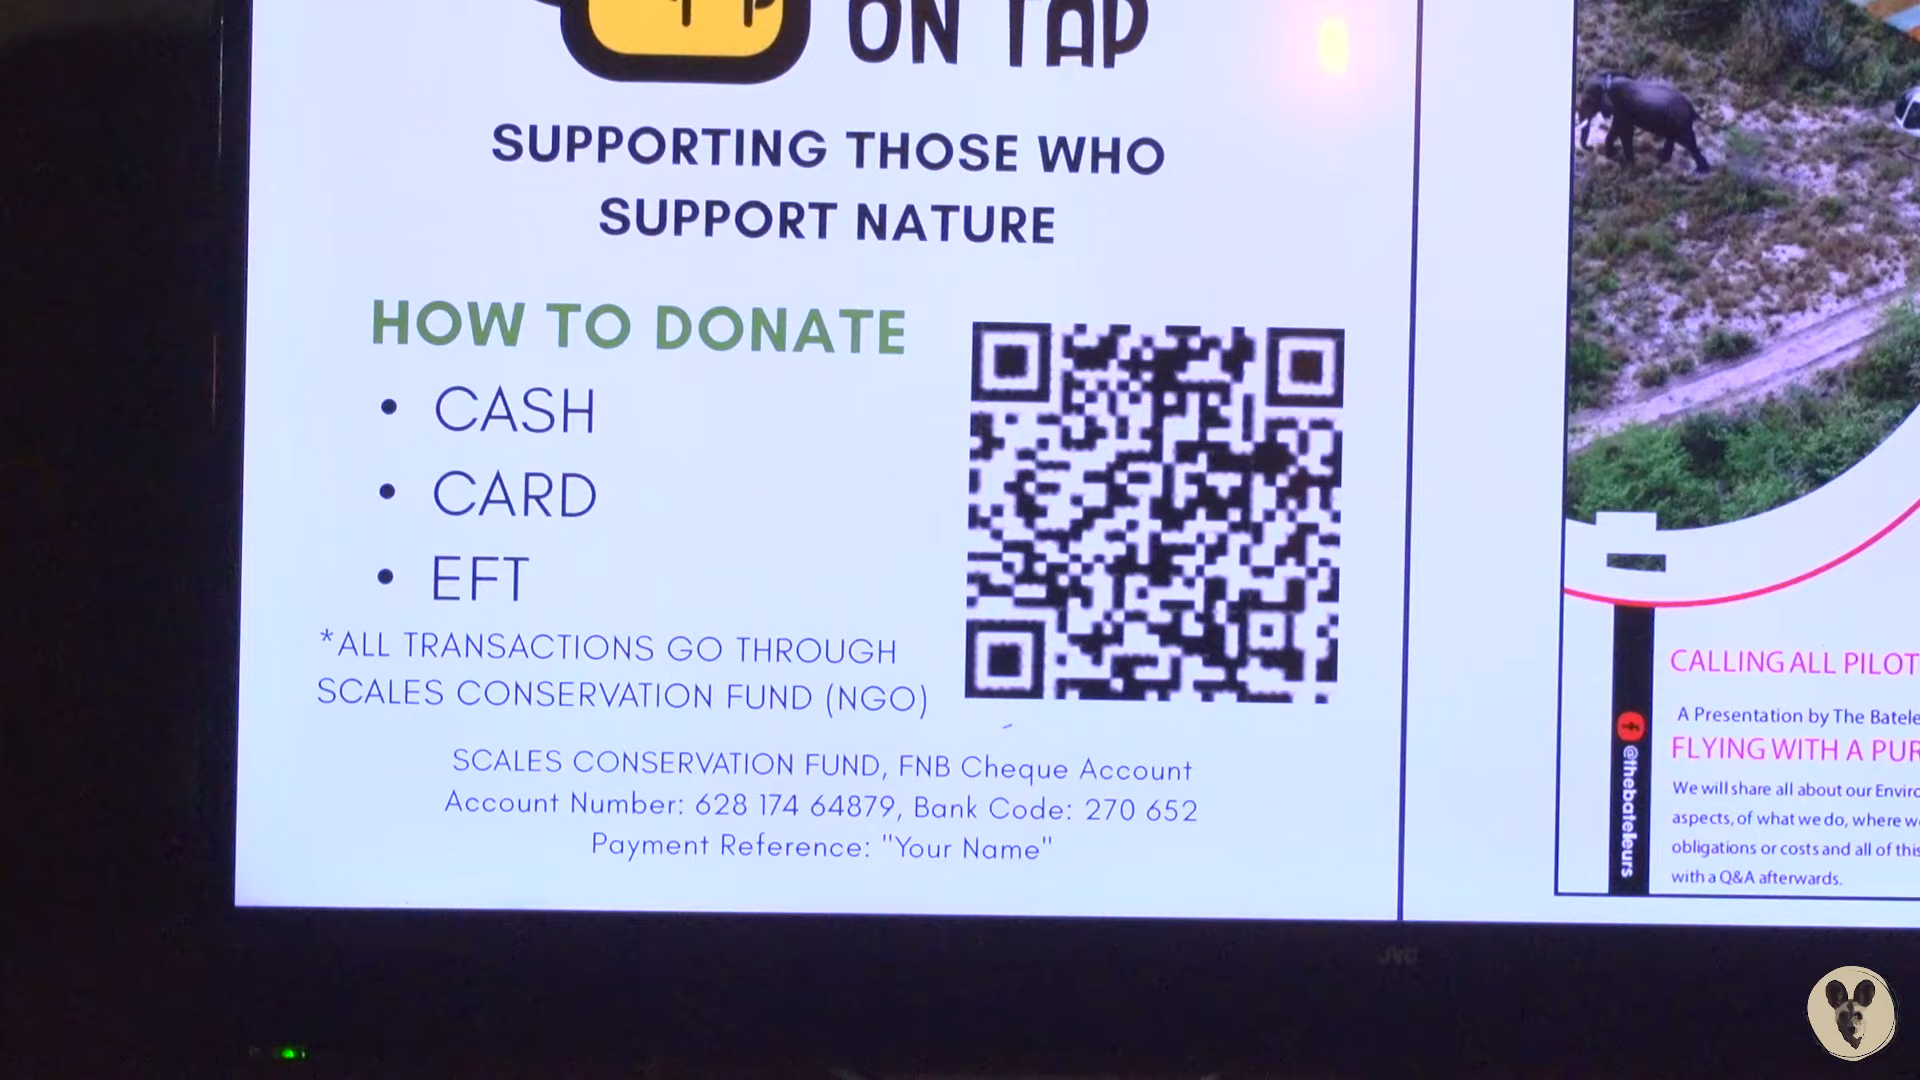 ON TAP
SUPPORTING THOSE WHO
SUPPORT NATURE
HOW TO DONATE
• CASH
• CARD
• EFT
*ALL TRANSACTIONS GO THROUGH
SCALES CONSERVATION FUND (NGO)
SCALES CONSERVATION FUND, FNB Cheque Account
Account Number: 628 174 64879, Bank Code: 270 652
Payment Reference: "Your Name"
@thebateleurs
CALLING ALL PILOT
A Presentation by The Batele
FLYING WITH A PUR
We will share all about our Enviro
aspects, of what we do, where w
obligations or costs and all of this
with a Q&A afterwards.
JVC